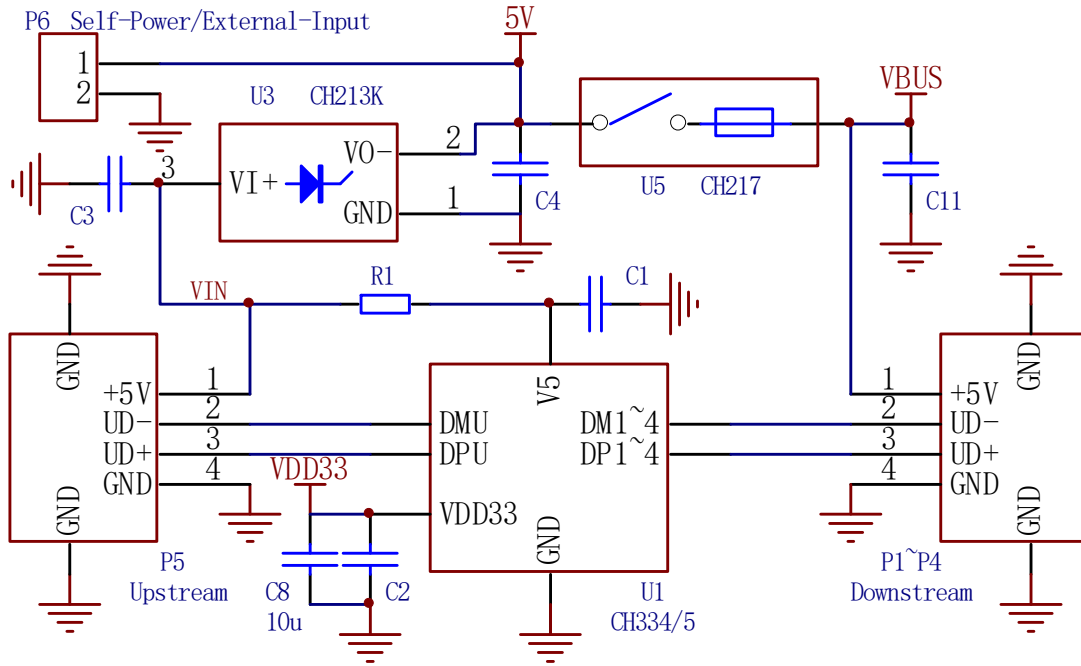 P6 Self-Power/External-Input
5V
1
2
U3 CH213K
VBUS
2
VO-
3
VI+
1
GND
C3
C4
U5 CH217
C11
VIN
R1
C1
GND
V5
GND
+5V
1
UD-
2
UD+
3
GND
4
GND
P5
Upstream
DMU
DPU
VDD33
VDD33
C8
10u
C2
DM1~4
DP1~4
GND
U1
CH334/5
1
+5V
2
UD-
3
UD+
4
GND
GND
P1~P4
Downstream